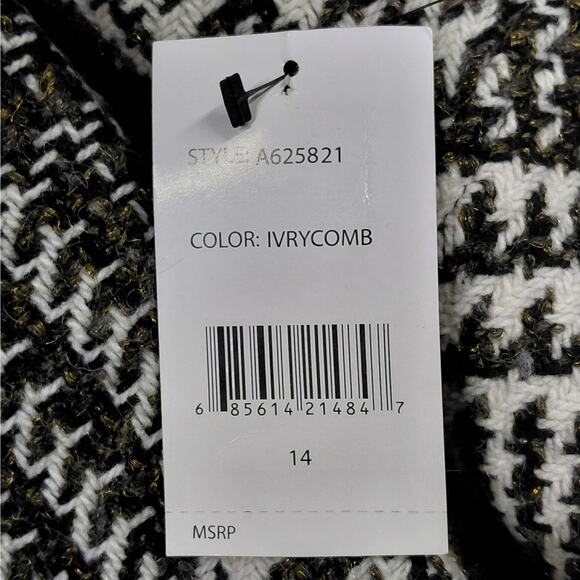 STYLE: A625821
COLOR: IVRYCOMB
6 85614 21484 7
14
MSRP